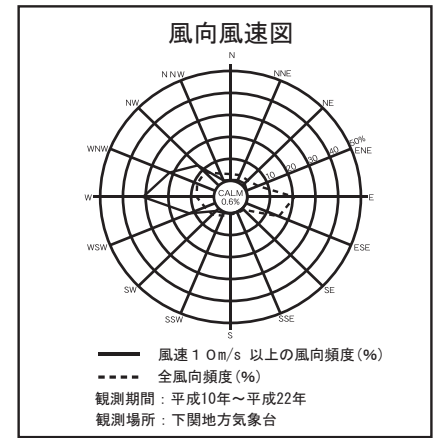 風向風速図
N
NNW
NNE
NW
NE
WNW
ENE
50%
40
30
20
10
W
CALM
0.6%
E
WSW
ESE
SW
SE
SSW
SSE
S
風速10m/s 以上の風向頻度(%)
全風向頻度(%)
観測期間：平成10年～平成22年
観測場所：下関地方気象台